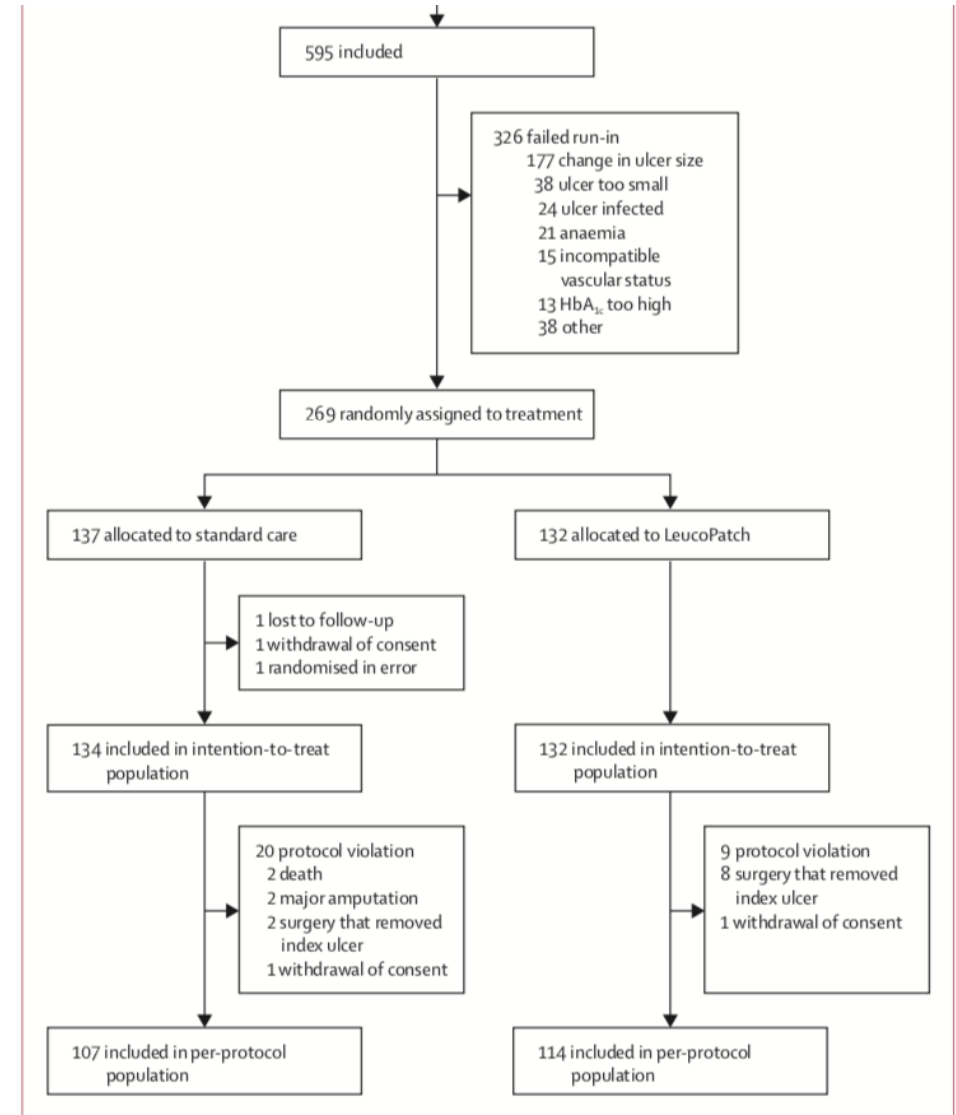 595 included
326 failed run-in
177 change in ulcer size
38 ulcer too small
24 ulcer infected
21 anaemia
15 incompatible
vascular status
13 HbA1c too high
38 other
269 randomly assigned to treatment
137 allocated to standard care
132 allocated to LeucoPatch
1 lost to follow-up
1 withdrawal of consent
1 randomised in error
134 included in intention-to-treat
population
132 included in intention-to-treat
population
20 protocol violation
2 death
2 major amputation
2 surgery that removed
index ulcer
1 withdrawal of consent
9 protocol violation
8 surgery that removed
index ulcer
1 withdrawal of consent
107 included in per-protocol
population
114 included in per-protocol
population